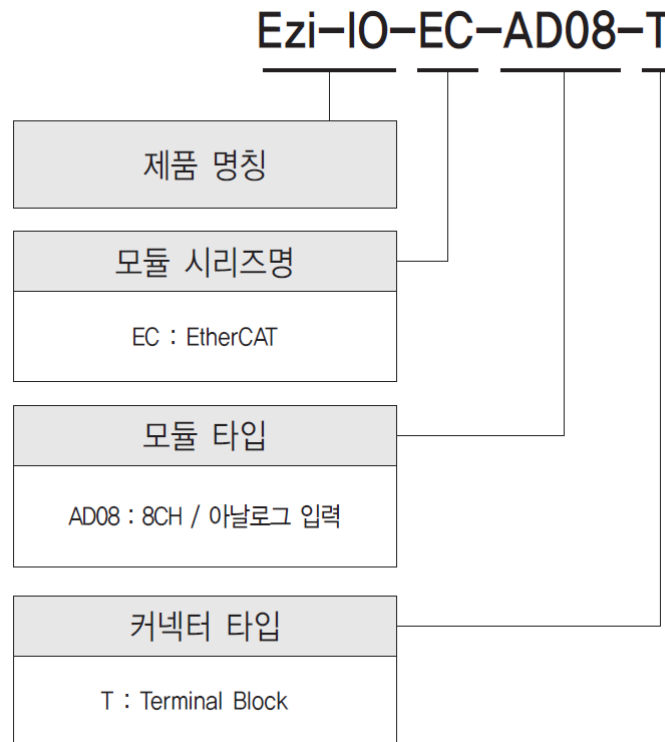 Ezi-IO-EC-AD08-T
제품 명칭
모듈 시리즈명
EC : EtherCAT
모듈 타입
AD08 : 8CH / 아날로그 입력
커넥터 타입
T : Terminal Block